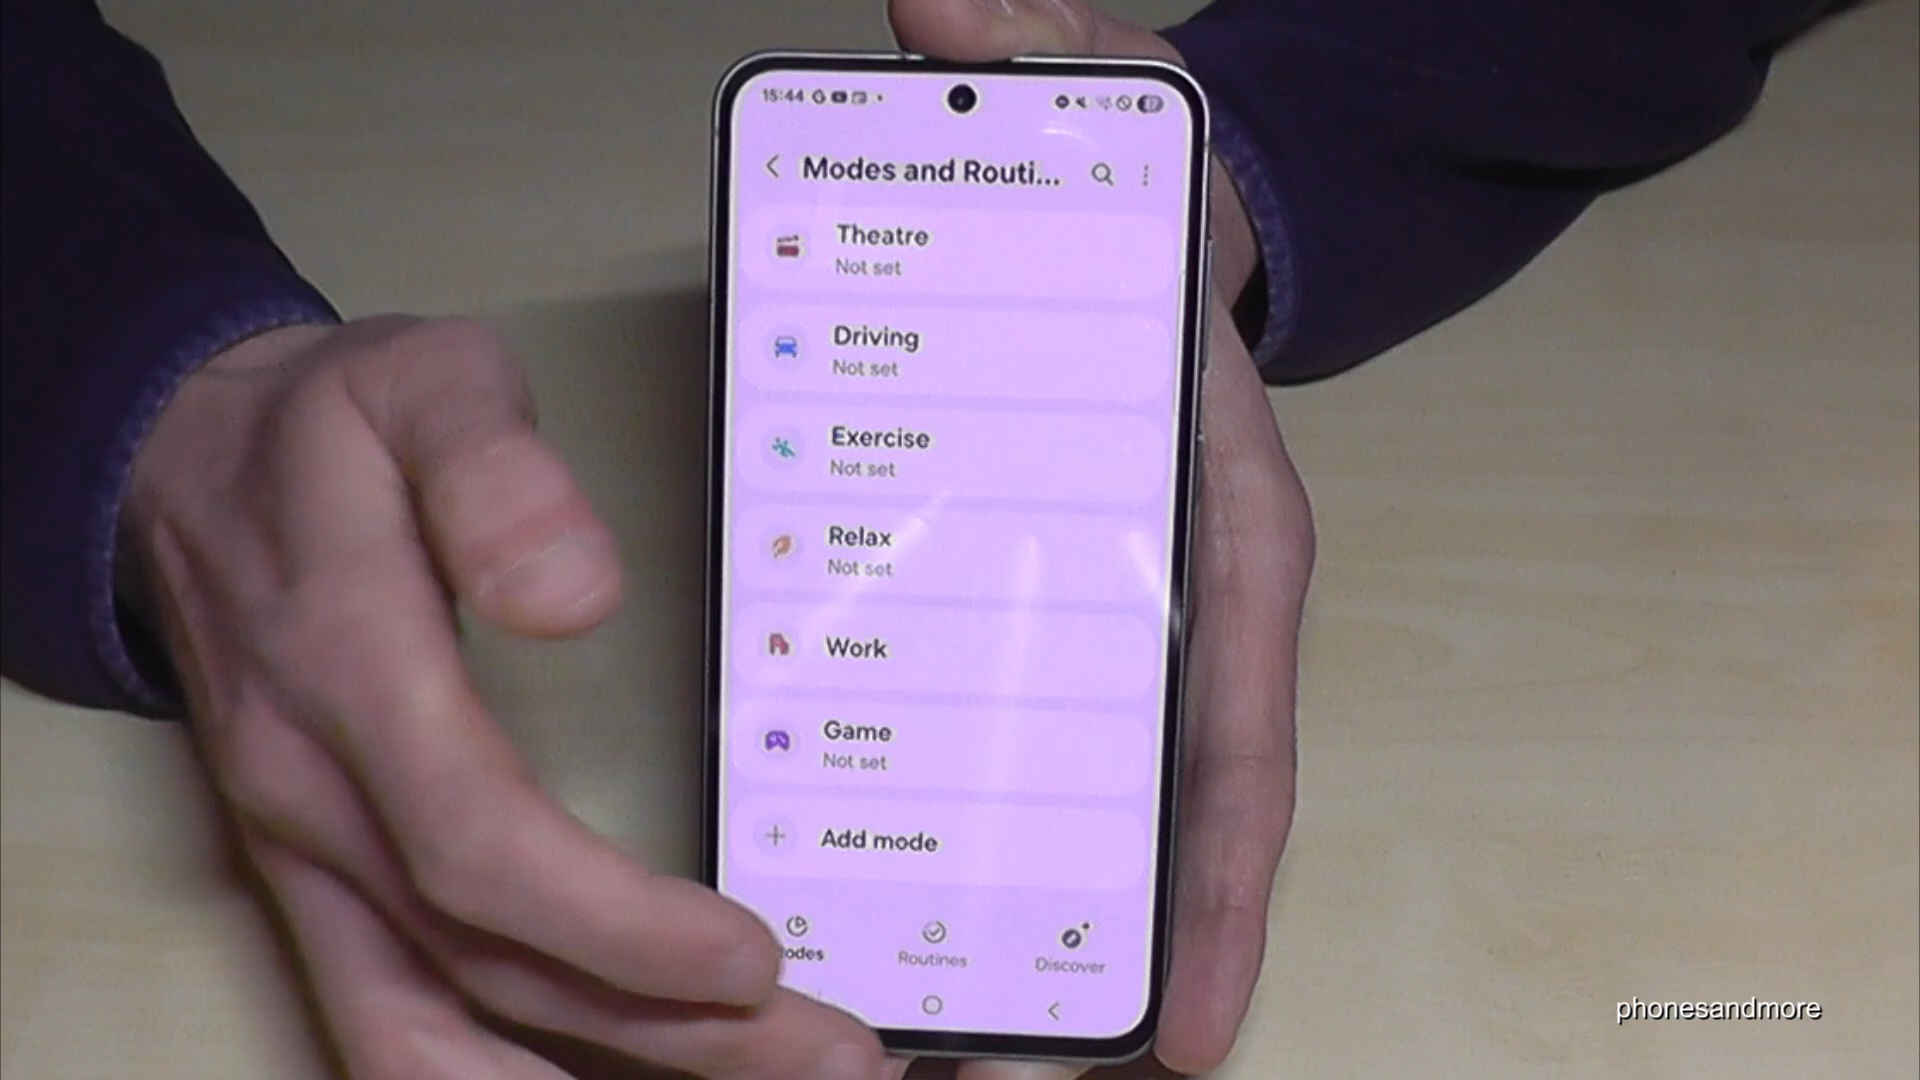 15:44
Modes and Routi...
Theatre
Not set
Driving
Not set
Exercise
Not set
Relax
Not set
Work
Game
Not set
Add mode
odes
Routines
Discover
phonesandmore